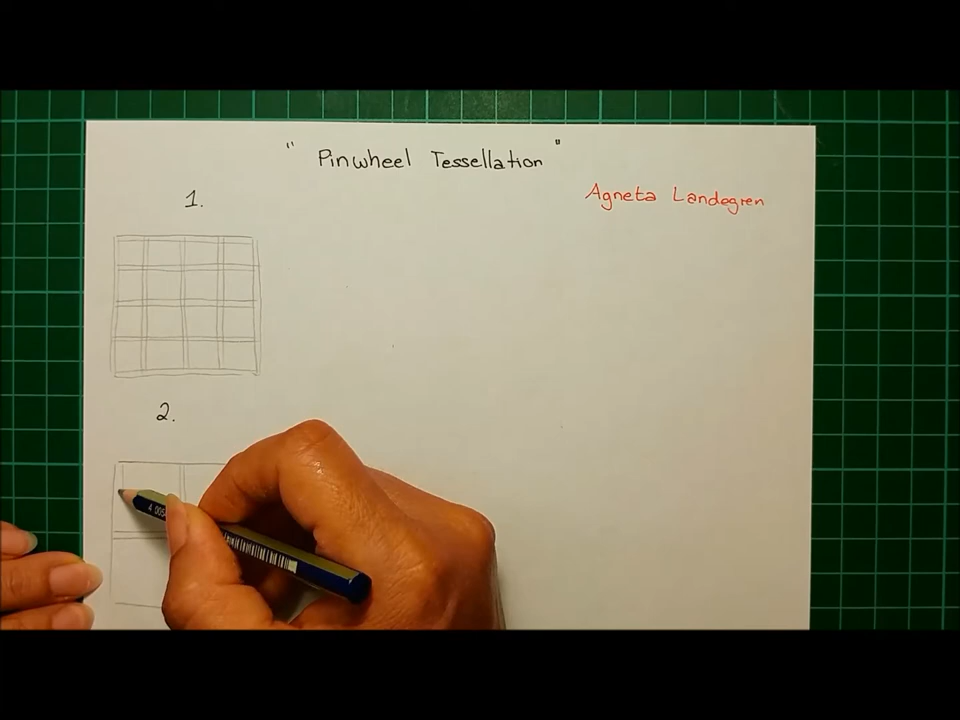 " Pinwheel Tessellation "
Agneta Landegren
1.
2.